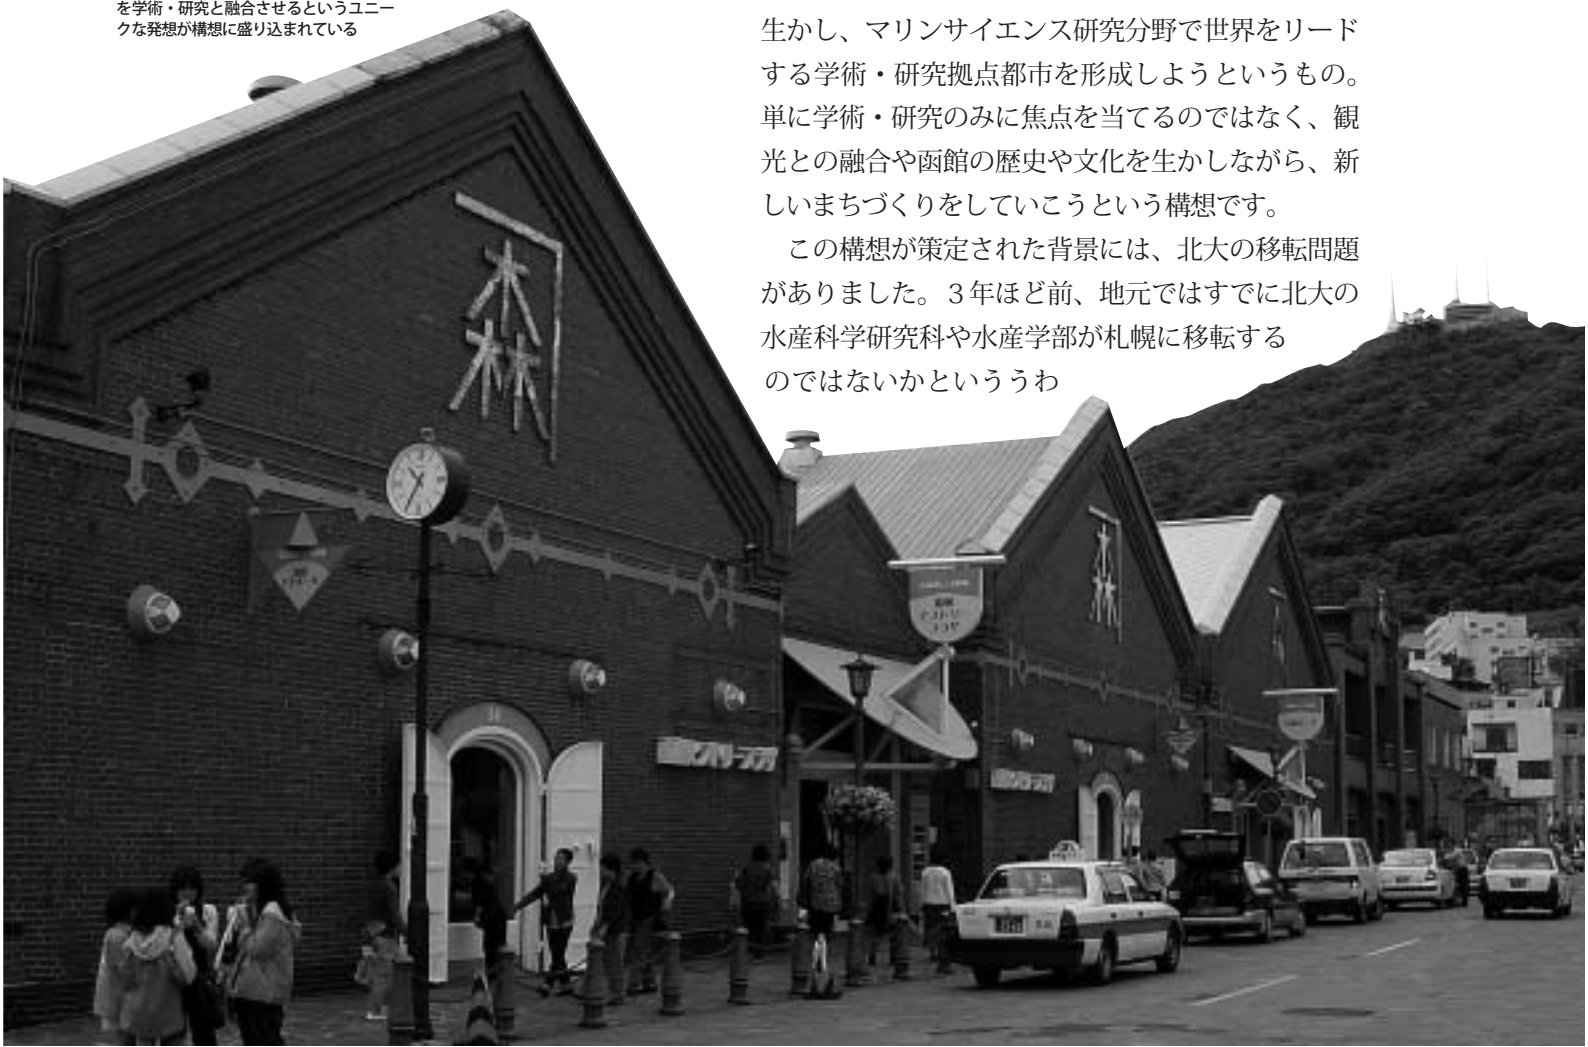 を学術・研究と融合させるというユニー
クな発想が構想に盛り込まれている
生かし、マリンサイエンス研究分野で世界をリード
する学術・研究拠点都市を形成しようというもの。
単に学術・研究のみに焦点を当てるのではなく、観
光との融合や函館の歴史や文化を生かしながら、新
しいまちづくりをしていこうという構想です。
この構想が策定された背景には、北大の移転問題
がありました。３年ほど前、地元ではすでに北大の
水産科学研究科や水産学部が札幌に移転する
のではないかといううわ